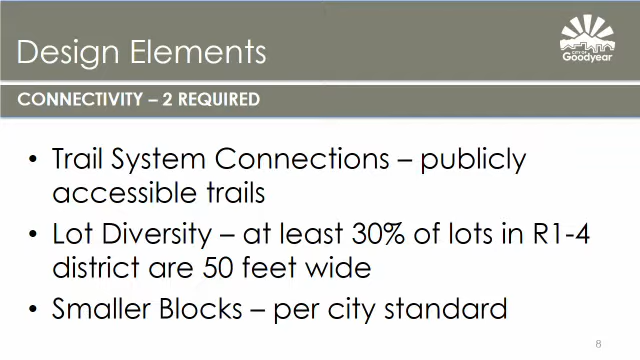 Design Elements
CITY OF
Goodyear
CONNECTIVITY – 2 REQUIRED
• Trail System Connections – publicly
accessible trails
• Lot Diversity – at least 30% of lots in R1-4
district are 50 feet wide
• Smaller Blocks – per city standard
8